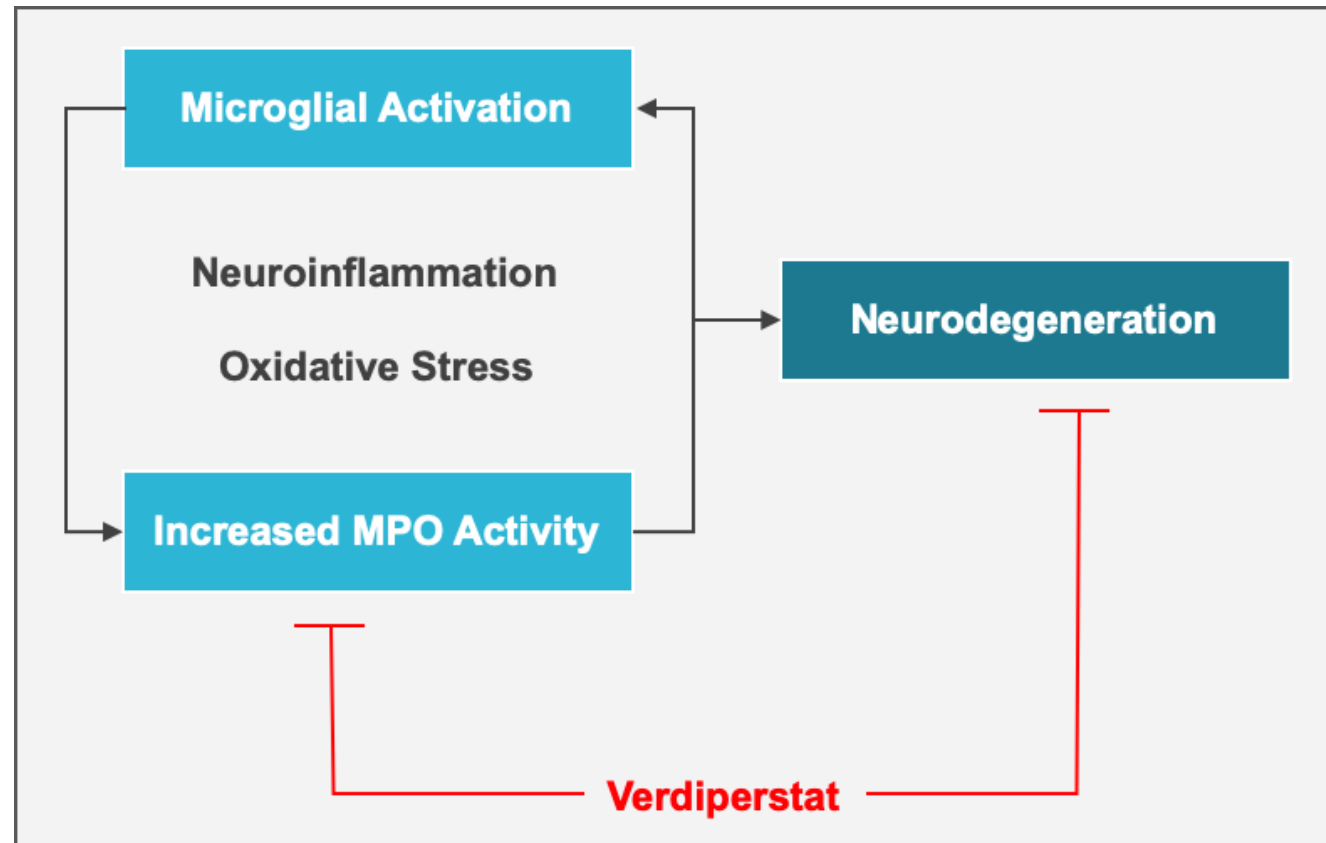 Microglial Activation
Neuroinflammation
Oxidative Stress
Neurodegeneration
Increased MPO Activity
Verdiperstat